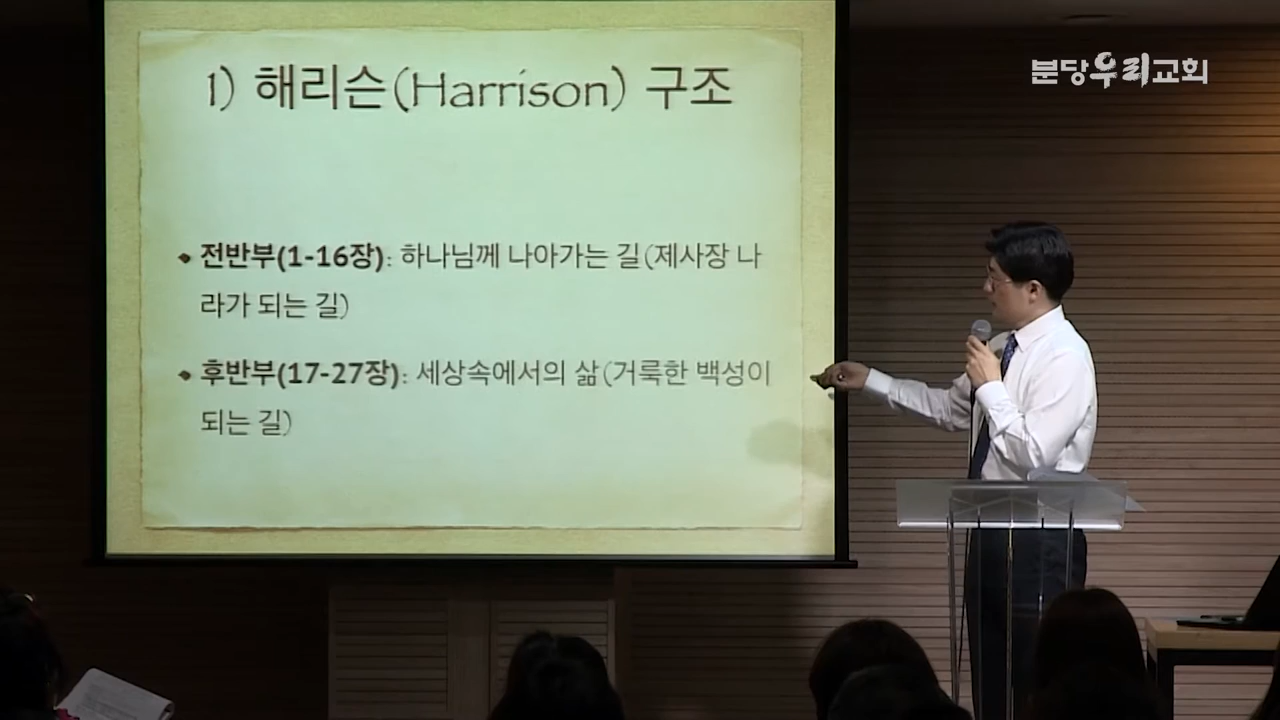 1) 해리슨(Harrison) 구조
분당우리교회
전반부(1-16장): 하나님께 나아가는 길(제사장 나
라가 되는 길)
후반부(17-27장): 세상속에서의 삶(거룩한 백성이
되는 길)